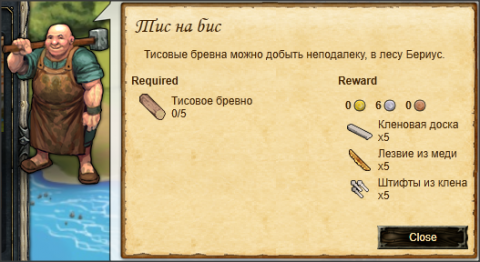 Тис на бис
Тисовые бревна можно добыть неподалеку, в лесу Бериус.
Required
Reward
Тисовое бревно
0/5
0 6 0
Кленовая доска
x5
Лезвие из меди
x5
Штифты из клена
x5
Close